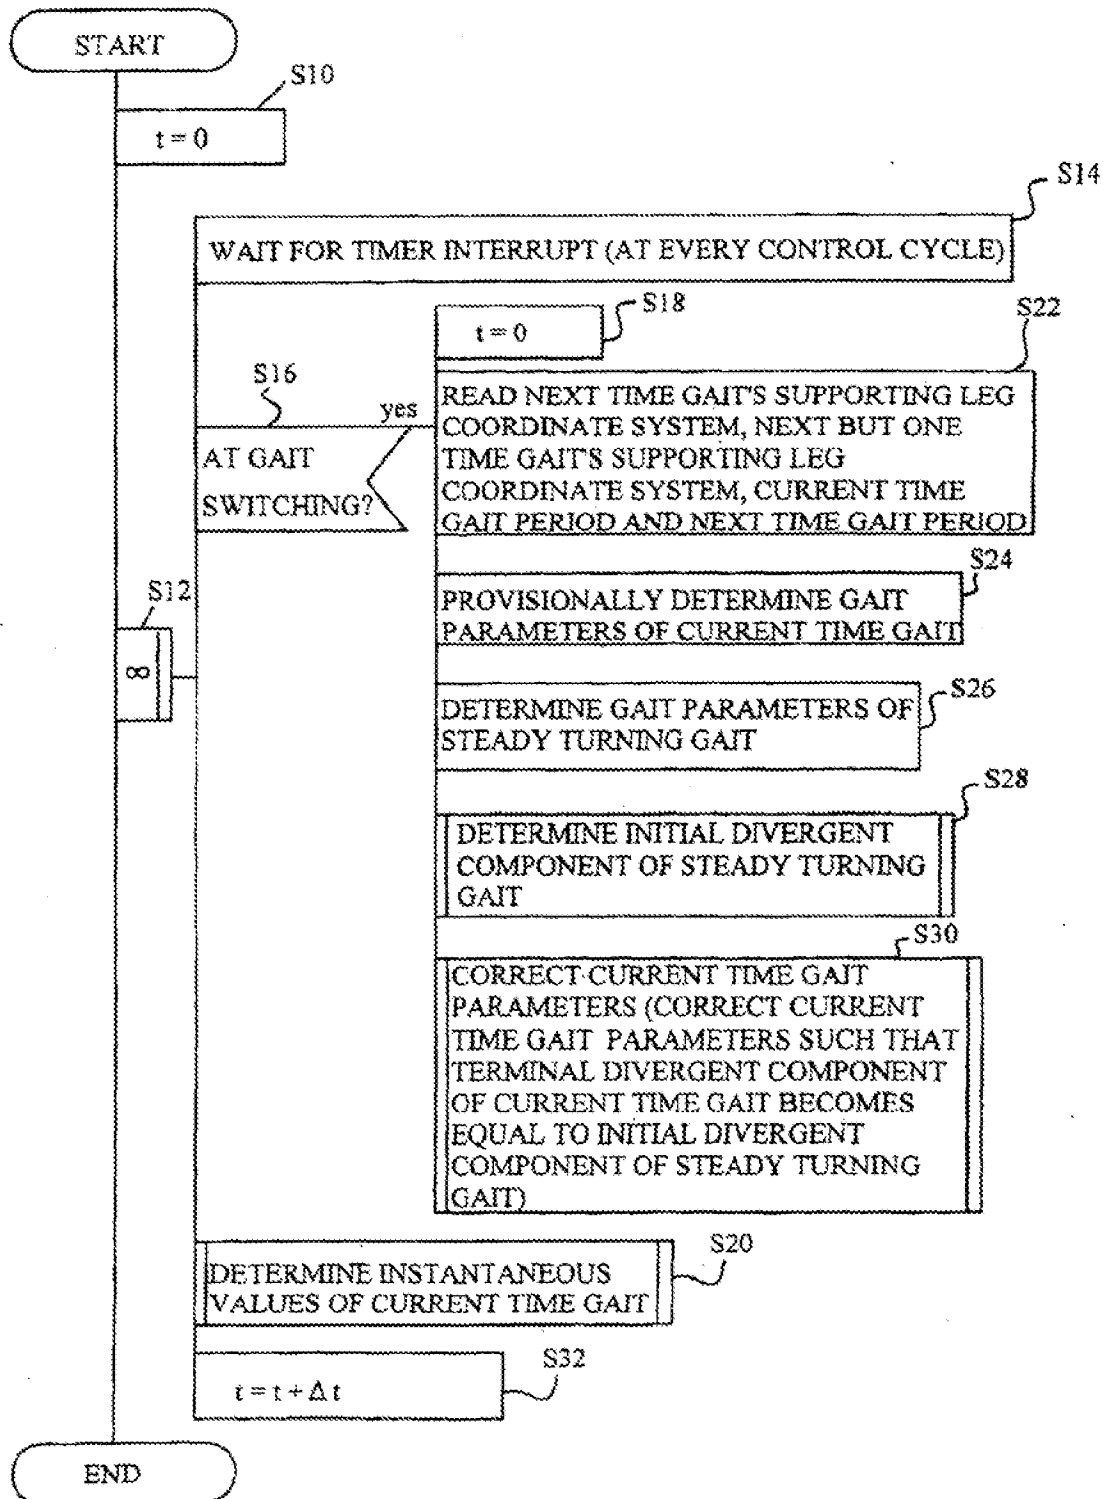 START
S10
t = 0
S14
WAIT FOR TIMER INTERRUPT (AT EVERY CONTROL CYCLE)
S18
t = 0
S22
READ NEXT TIME GAIT'S SUPPORTING LEG
COORDINATE SYSTEM, NEXT BUT ONE
TIME GAIT'S SUPPORTING LEG
COORDINATE SYSTEM, CURRENT TIME
GAIT PERIOD AND NEXT TIME GAIT PERIOD
S16
yes
AT GAIT
SWITCHING?
S24
PROVISIONALLY DETERMINE GAIT
PARAMETERS OF CURRENT TIME GAIT
S12
∞
S26
DETERMINE GAIT PARAMETERS OF
STEADY TURNING GAIT
S28
DETERMINE INITIAL DIVERGENT
COMPONENT OF STEADY TURNING
GAIT
S30
CORRECT CURRENT TIME GAIT
PARAMETERS (CORRECT CURRENT
TIME GAIT PARAMETERS SUCH THAT
TERMINAL DIVERGENT COMPONENT
OF CURRENT TIME GAIT BECOMES
EQUAL TO INITIAL DIVERGENT
COMPONENT OF STEADY TURNING
GAIT)
S20
DETERMINE INSTANTANEOUS
VALUES OF CURRENT TIME GAIT
S32
t = t + Δ t
END